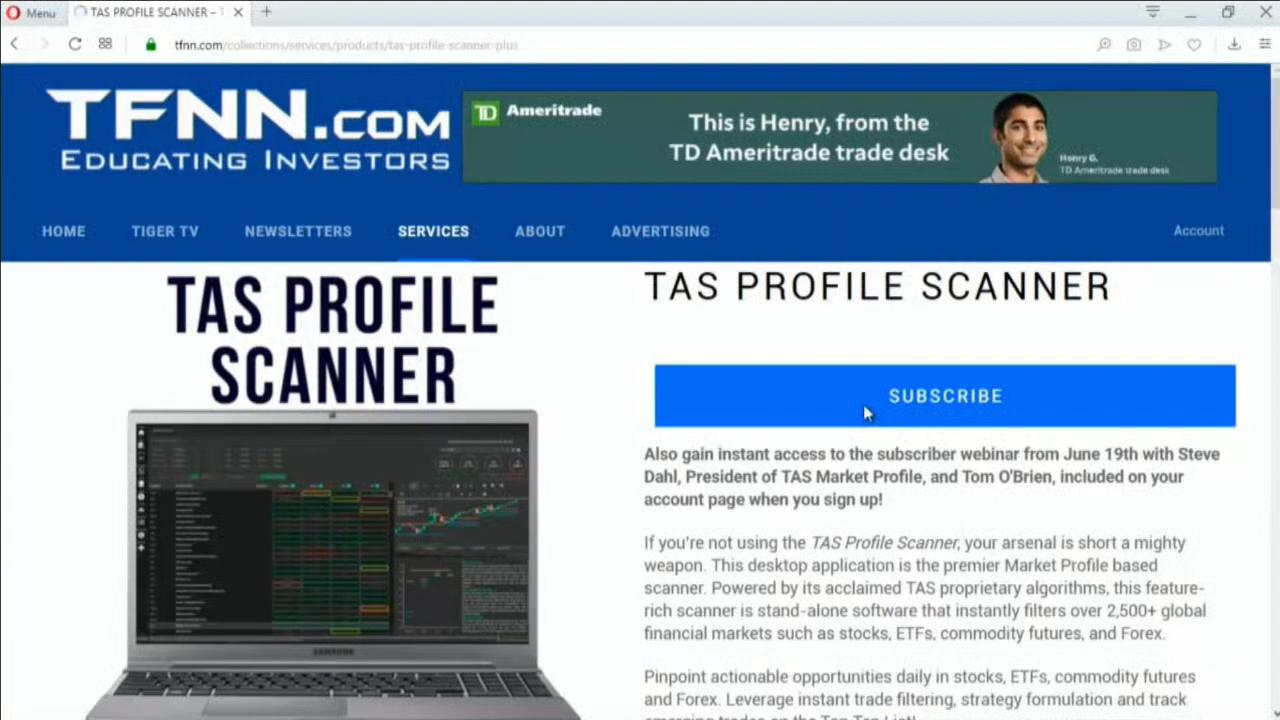 Menu
TAS PROFILE SCANNER –
tfnn.com/collections/services/products/tas-profile-scanner-plus
TFNN.COM
EDUCATING INVESTORS
TD Ameritrade
This is Henry, from the
TD Ameritrade trade desk
Henry G.
TD Ameritrade trade desk
HOME
TIGER TV
NEWSLETTERS
SERVICES
ABOUT
ADVERTISING
Account
TAS PROFILE
SCANNER
SAMSUNG
TAS PROFILE SCANNER
SUBSCRIBE
Also gain instant access to the subscriber webinar from June 19th with Steve
Dahl, President of TAS Market Profile, and Tom O'Brien, included on your
account page when you sign up!
If you're not using the TAS Profile Scanner, your arsenal is short a mighty
weapon. This desktop application is the premier Market Profile based
scanner. Powered by its acclaimed TAS proprietary algorithms, this feature-
rich scanner is stand-alone software that instantly filters over 2,500+ global
financial markets such as stocks, ETFs, commodity futures, and Forex.
Pinpoint actionable opportunities daily in stocks, ETFs, commodity futures
and Forex. Leverage instant trade filtering, strategy formulation and track
emerging trades on the Top Ten List!